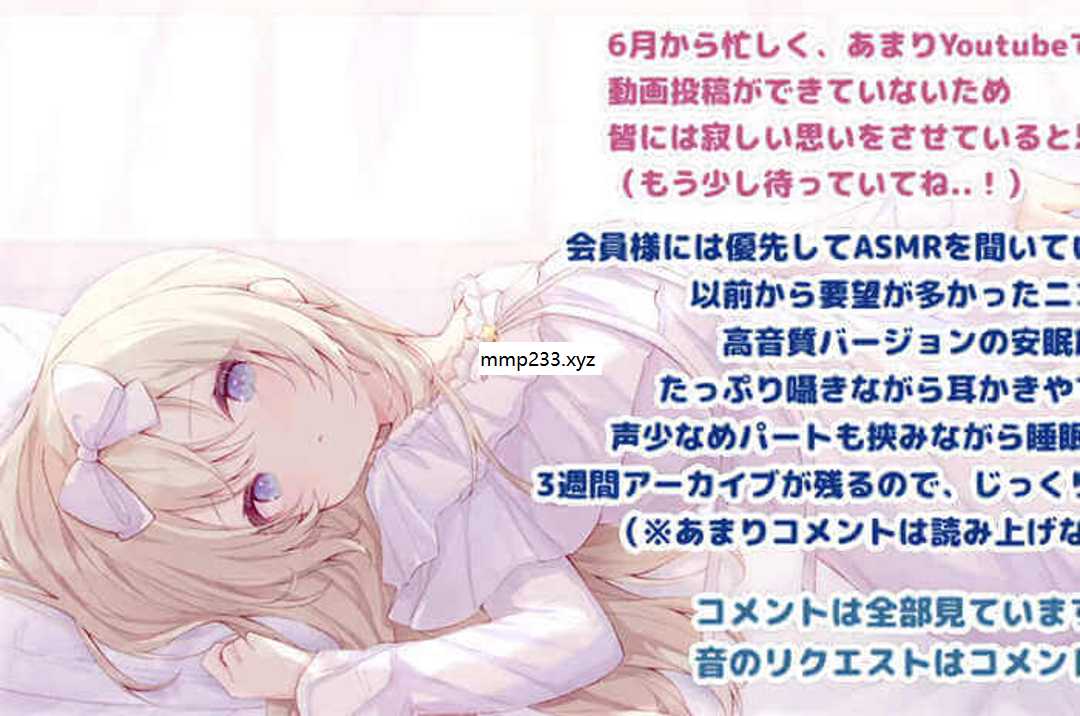 6月から忙しく、あまりYoutubeで
動画投稿ができていないため
皆には寂しい思いをさせていると
（もう少し待っていてね..！）
会員様には優先してASMRを聞いてい
以前から要望が多かったニ
高音質バージョンの安眠
たっぷり囁きながら耳かきや
mmp233.xyz
声少なめパートも挟みながら睡眠
3週間アーカイブが残るので、じっくり
（※あまりコメントは読み上げな
コメントは全部見ています
音のリクエストはコメント